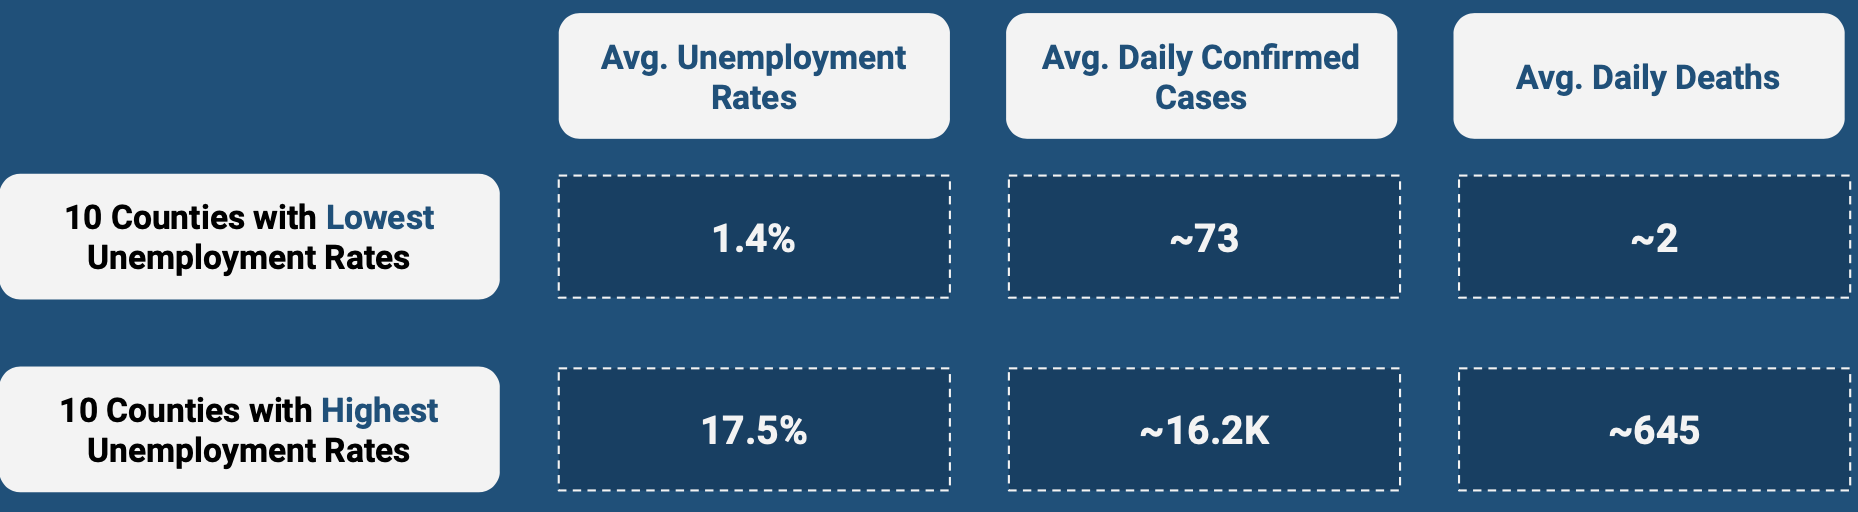 Avg. Unemployment
Rates
Avg. Daily Confirmed
Cases
Avg. Daily Deaths
10 Counties with Lowest
Unemployment Rates
1.4%
~73
~2
10 Counties with Highest
Unemployment Rates
17.5%
~16.2K
~645